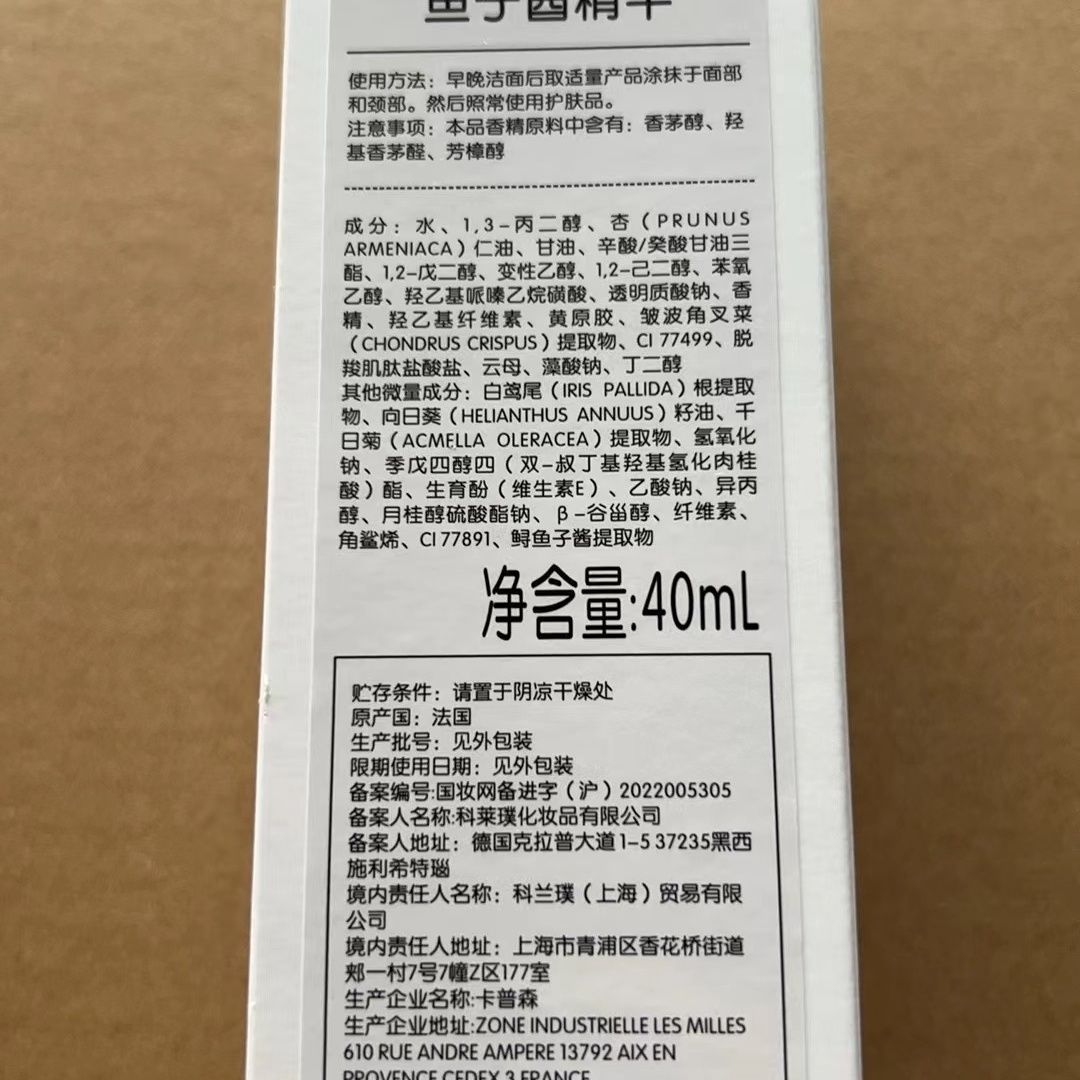 鱼子酱精华
使用方法：早晚洁面后取适量产品涂抹于面部
和颈部。然后照常使用护肤品。
注意事项：本品香精原料中含有：香茅醇、羟
基香茅醛、芳樟醇
成分：水、1,3-丙二醇、杏（PRUNUS
ARMENIACA）仁油、甘油、辛酸/癸酸甘油三
酯、1,2-戊二醇、变性乙醇、1,2-己二醇、苯氧
乙醇、羟乙基哌嗪乙烷磺酸、透明质酸钠、香
精、羟乙基纤维素、黄原胶、皱波角叉菜
（CHONDRUS CRISPUS）提取物、CI 77499、脱
羧肌肽盐酸盐、云母、藻酸钠、丁二醇
其他微量成分：白鸢尾（IRIS PALLIDA）根提取
物、向日葵（HELIANTHUS ANNUUS）籽油、千
日菊（ACMELLA OLERACEA）提取物、氢氧化
钠、季戊四醇四（双-叔丁基羟基氢化肉桂
酸）酯、生育酚（维生素E）、乙酸钠、异丙
醇、月桂醇硫酸酯钠、β-谷甾醇、纤维素、
角鲨烯、CI 77891、鲟鱼子酱提取物
净含量:40mL
贮存条件：请置于阴凉干燥处
原产国：法国
生产批号：见外包装
限期使用日期：见外包装
备案编号:国妆网备进字（沪）2022005305
备案人名称:科莱璞化妆品有限公司
备案人地址：德国克拉普大道1-5 37235黑西
施利希特瑙
境内责任人名称：科兰璞（上海）贸易有限
公司
境内责任人地址：上海市青浦区香花桥街道
郏一村7号7幢Z区177室
生产企业名称:卡普森
生产企业地址:ZONE INDUSTRIELLE LES MILLES
610 RUE ANDRE AMPERE 13792 AIX EN
PROVENCE CEDEX 3 FRANCE